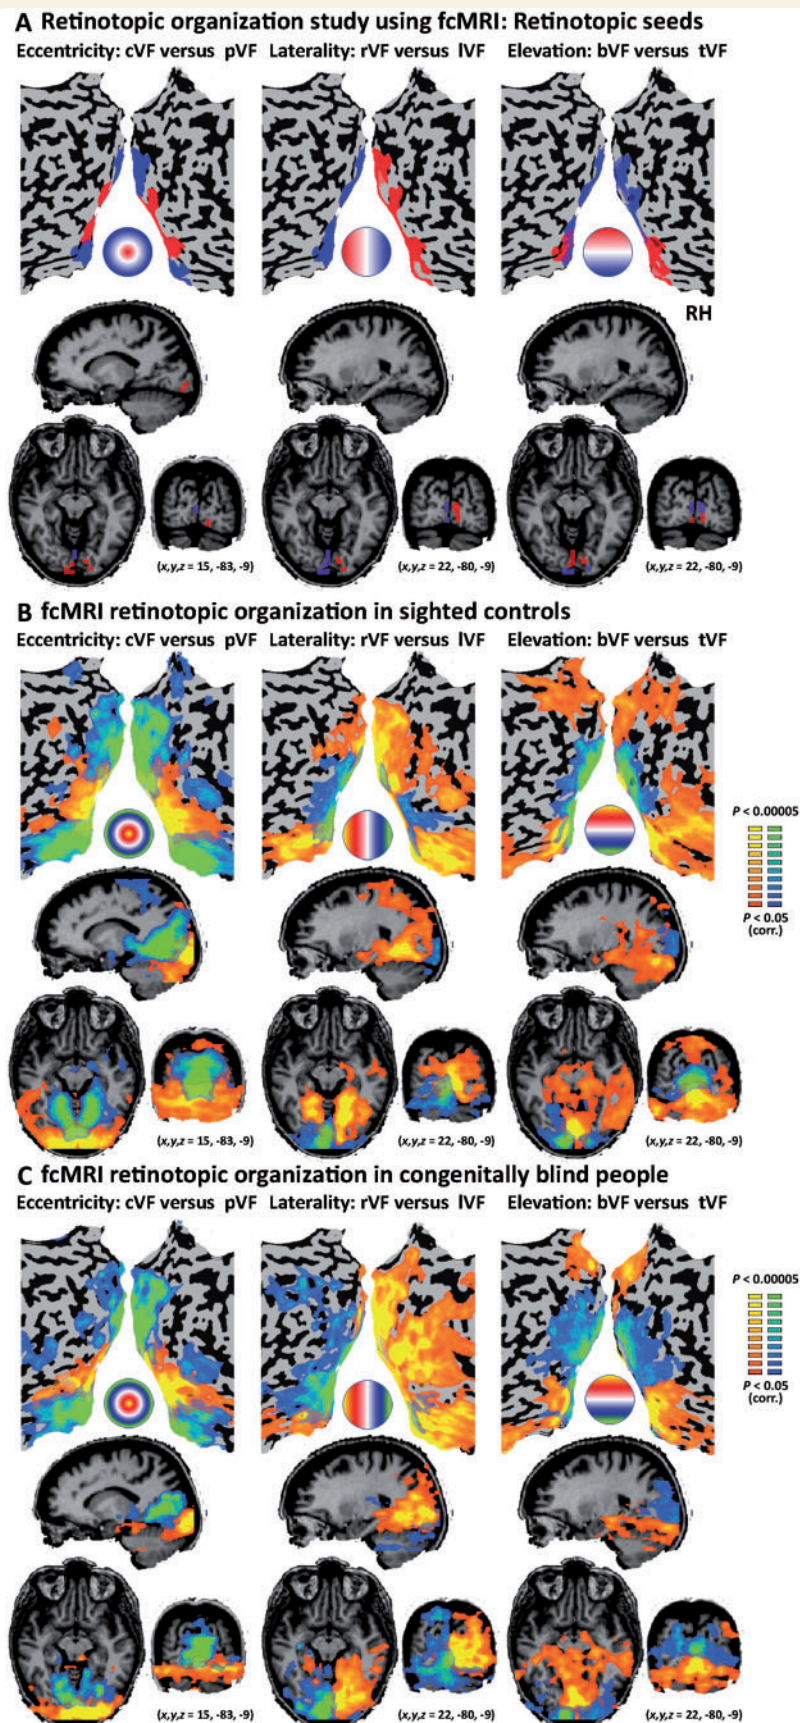 A Retinotopic organization study using fcMRI: Retinotopic seeds
Eccentricity: cVF versus pVF Laterality: rVF versus lVF Elevation: bVF versus tVF
RH
(x,y,z = 15, -83, -9) (x,y,z = 22, -80, -9) (x,y,z = 22, -80, -9)
B fcMRI retinotopic organization in sighted controls
Eccentricity: cVF versus pVF Laterality: rVF versus lVF Elevation: bVF versus tVF
P < 0.00005
P < 0.05
(corr.)
(x,y,z = 15, -83, -9) (x,y,z = 22, -80, -9) (x,y,z = 22, -80, -9)
C fcMRI retinotopic organization in congenitally blind people
Eccentricity: cVF versus pVF Laterality: rVF versus lVF Elevation: bVF versus tVF
P < 0.00005
P < 0.05
(corr.)
(x,y,z = 15, -83, -9) (x,y,z = 22, -80, -9) (x,y,z = 22, -80, -9)